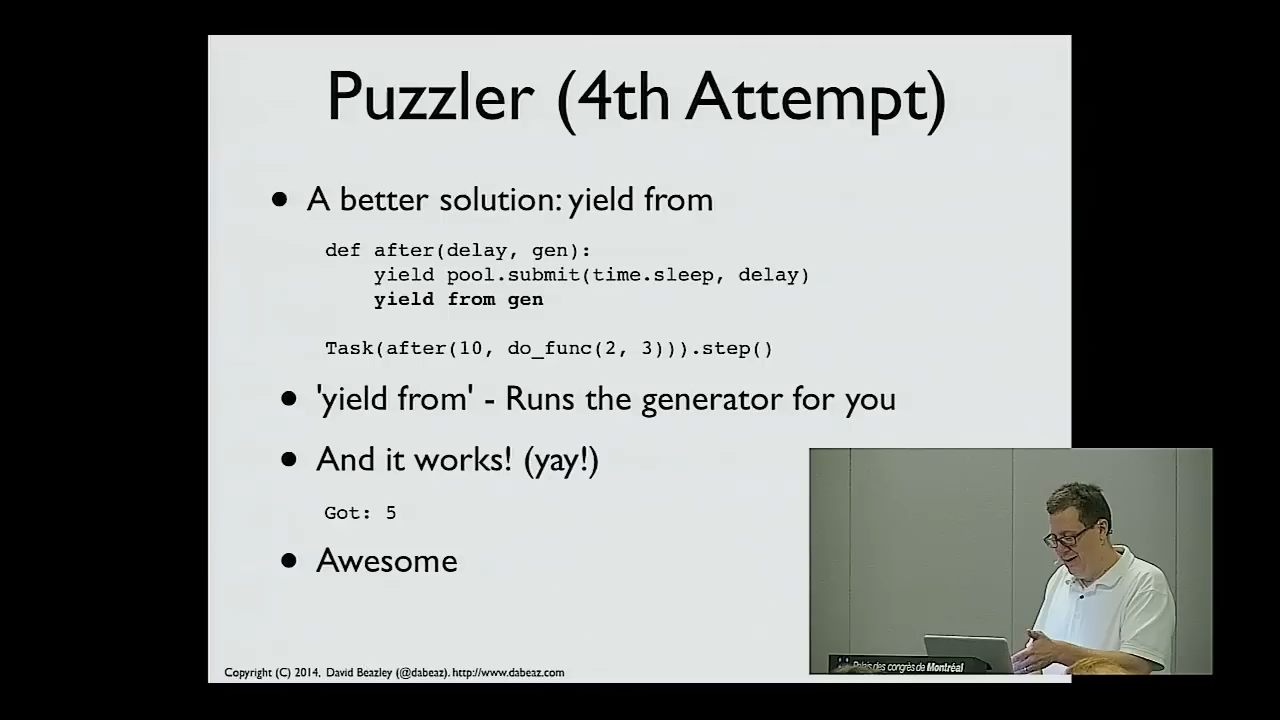 Puzzler (4th Attempt)
• A better solution: yield from
def after(delay, gen):
    yield pool.submit(time.sleep, delay)
    yield from gen
Task(after(10, do_func(2, 3))).step()
• 'yield from' - Runs the generator for you
• And it works! (yay!)
Got: 5
• Awesome
Palais des congrès de Montréal
Copyright (C) 2014, David Beazley (@dabeaz). http://www.dabeaz.com